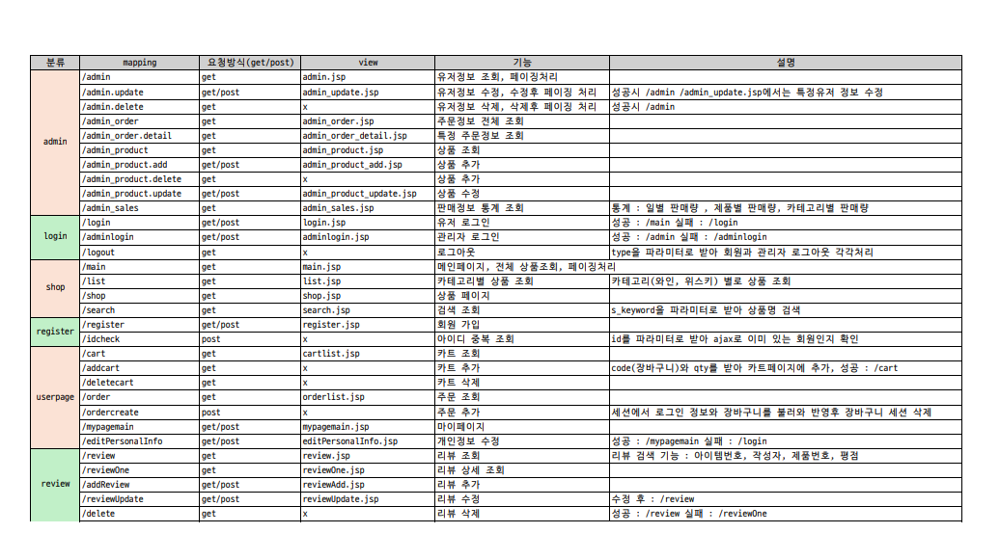 분류 mapping 요청방식(get/post) view 기능 설명
admin
/admin get admin.jsp 유저정보 조회, 페이징처리
/admin.update get/post admin_update.jsp 유저정보 수정, 수정후 페이징 처리 성공시 /admin /admin_update.jsp에서는 특정유저 정보 수정
/admin.delete get x 유저정보 삭제, 삭제후 페이징 처리 성공시 /admin
/admin_order get admin_order.jsp 주문정보 전체 조회
/admin_order.detail get admin_order_detail.jsp 특정 주문정보 조회
/admin_product get admin_product.jsp 상품 조회
/admin_product.add get/post admin_product_add.jsp 상품 추가
/admin_product.delete get x 상품 추가
/admin_product.update get/post admin_product_update.jsp 상품 수정
/admin_sales get admin_sales.jsp 판매정보 통계 조회 통계 : 일별 판매량 , 제품별 판매량, 카테고리별 판매량
login
/login get/post login.jsp 유저 로그인 성공 : /main 실패 : /login
/adminlogin get/post adminlogin.jsp 관리자 로그인 성공 : /admin 실패 : /adminlogin
/logout get x 로그아웃 type을 파라미터로 받아 회원과 관리자 로그아웃 각각처리
shop
/main get main.jsp 메인페이지, 전체 상품조회, 페이징처리
/list get list.jsp 카테고리별 상품 조회 카테고리(와인, 위스키) 별로 상품 조회
/shop get shop.jsp 상품 페이지
/search get search.jsp 검색 조회 s_keyword을 파라미터로 받아 상품명 검색
register
/register get/post register.jsp 회원 가입
/idcheck post x 아이디 중복 조회 id를 파라미터로 받아 ajax로 이미 있는 회원인지 확인
userpage
/cart get cartlist.jsp 카트 조회
/addcart get x 카트 추가 code(장바구니)와 qty를 받아 카트페이지에 추가, 성공 : /cart
/deletecart get x 카트 삭제
/order get orderlist.jsp 주문 조회
/ordercreate post x 주문 추가 세션에서 로그인 정보와 장바구니를 불러와 반영후 장바구니 세션 삭제
/mypagemain get/post mypagemain.jsp 마이페이지
/editPersonalInfo get/post editPersonalInfo.jsp 개인정보 수정 성공 : /mypagemain 실패 : /login
review
/review get review.jsp 리뷰 조회 리뷰 검색 기능 : 아이템번호, 작성자, 제품번호, 평점
/reviewOne get reviewOne.jsp 리뷰 상세 조회
/addReview get/post reviewAdd.jsp 리뷰 추가
/reviewUpdate get/post reviewUpdate.jsp 리뷰 수정 수정 후 : /review
/delete get x 리뷰 삭제 성공 : /review 실패 : /reviewOne